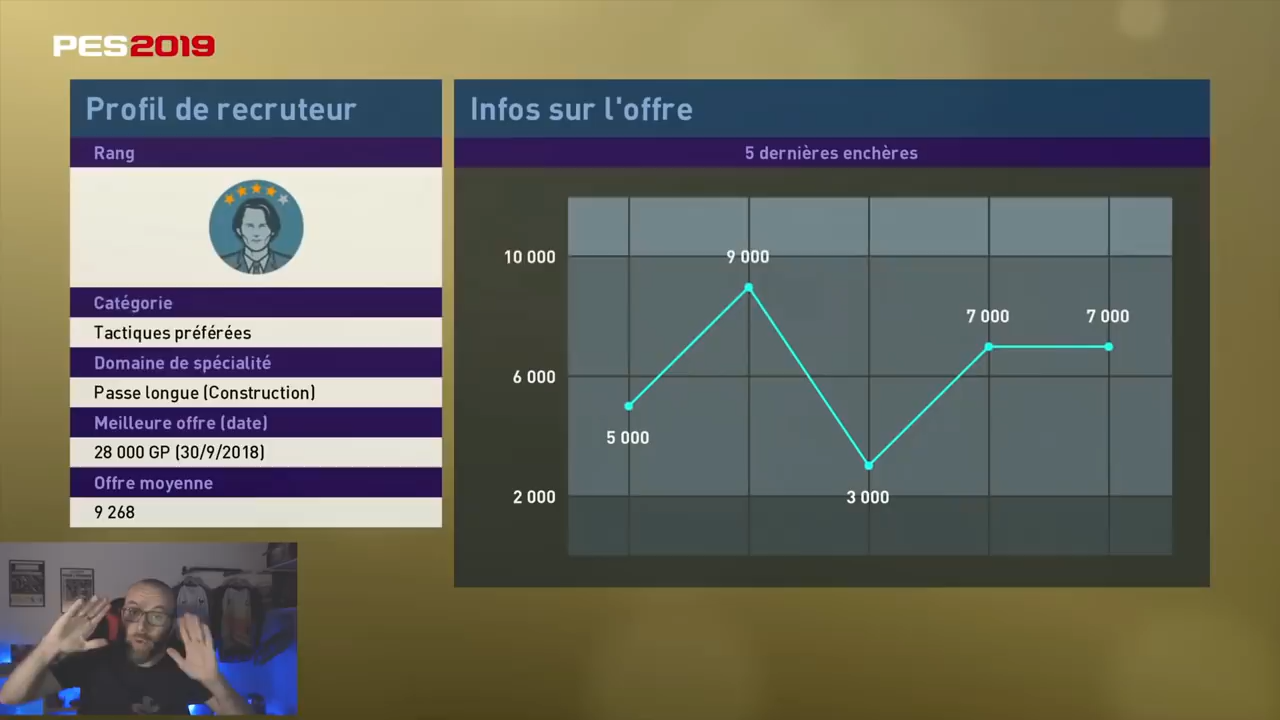 PES2019
Profil de recruteur
Rang
Catégorie
Tactiques préférées
Domaine de spécialité
Passe longue (Construction)
Meilleure offre (date)
28 000 GP (30/9/2018)
Offre moyenne
9 268
Infos sur l'offre
5 dernières enchères
10 000
6 000
2 000
5 000
9 000
3 000
7 000
7 000